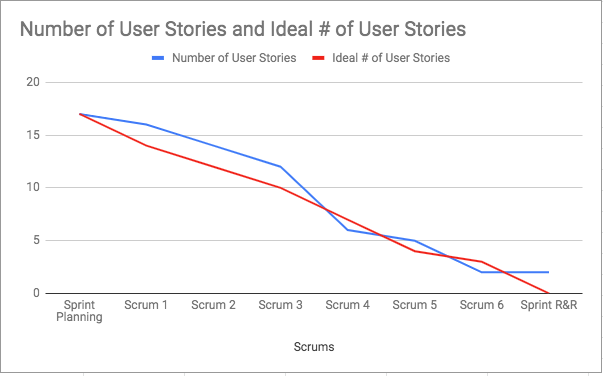 Number of User Stories and Ideal # of User Stories
Number of User Stories
Ideal # of User Stories
20
15
10
5
0
Sprint
Planning
Scrum 1
Scrum 2
Scrum 3
Scrum 4
Scrum 5
Scrum 6
Sprint R&R
Scrums